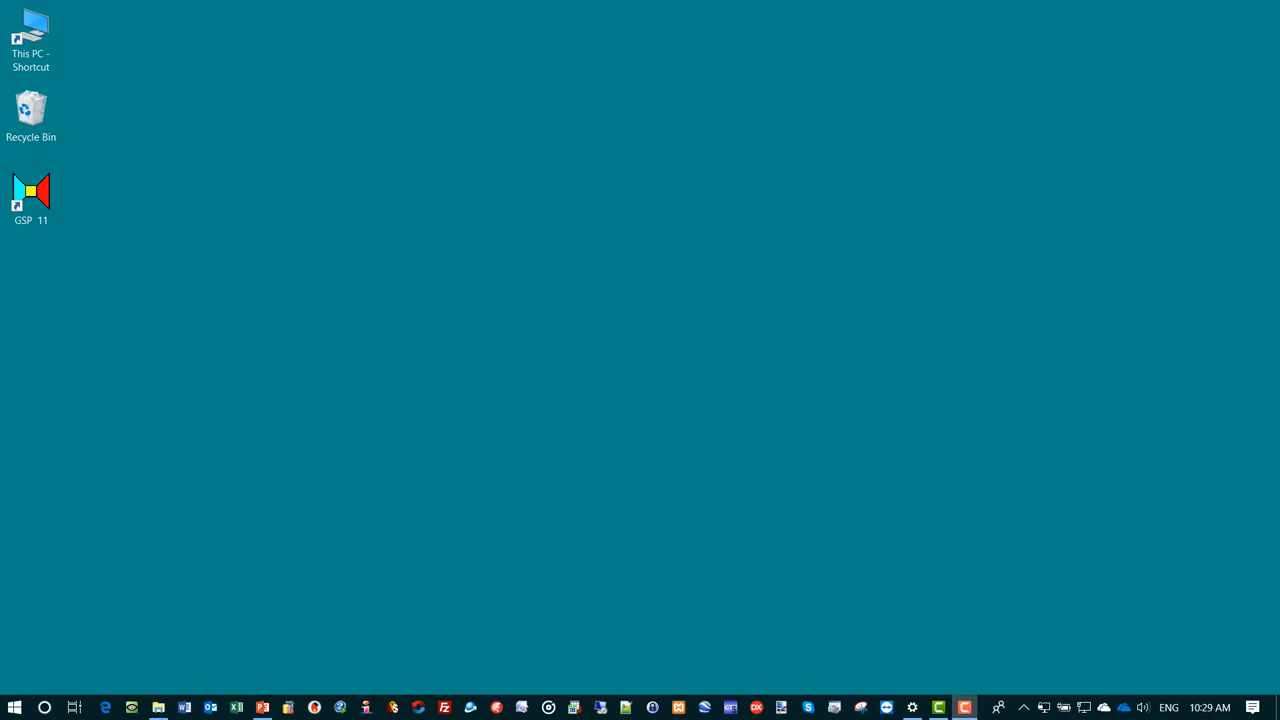 This PC -
Shortcut
Recycle Bin
GSP 11
ENG
10:29 AM